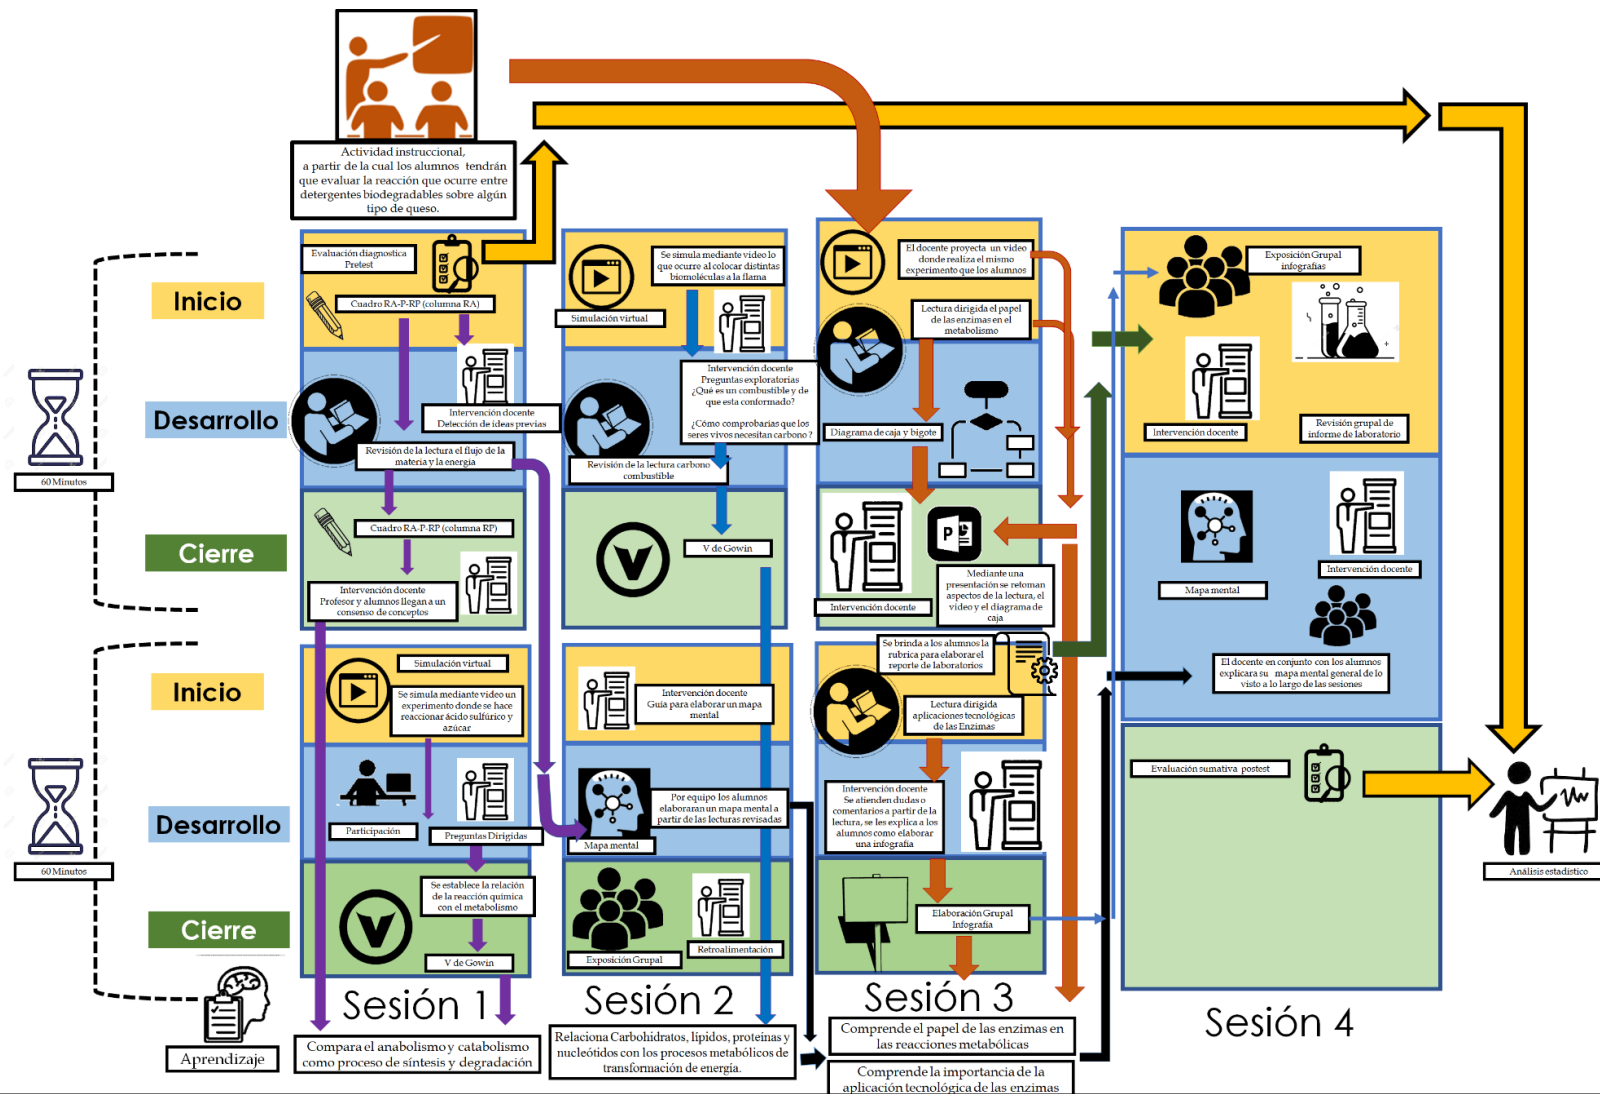 Actividad instruccional,
a partir de la cual los alumnos tendrán
que evaluar la reacción que ocurre entre
detergentes biodegradables sobre algún
tipo de queso.
Inicio
Desarrollo
Cierre
60 Minutos
Inicio
Desarrollo
Cierre
60 Minutos
Aprendizaje
Evaluación diagnostica
Pretest
Cuadro RA-P-RP (columna RA)
Intervención docente
Detección de ideas previas
Revisión de la lectura el flujo de la
materia y la energía
Cuadro RA-P-RP (columna RP)
Intervención docente
Profesor y alumnos llegan a un
consenso de conceptos
Simulación virtual
Se simula mediante video un
experimento donde se hace
reaccionar ácido sulfúrico y
azúcar
Participación
Preguntas Dirigidas
Se establece la relación
de la reacción química
con el metabolismo
V de Gowin
Sesión 1
Compara el anabolismo y catabolismo
como proceso de síntesis y degradación
Se simula mediante video lo
que ocurre al colocar distintas
biomoléculas a la flama
Simulación virtual
Intervención docente
Preguntas exploratorias
¿Qué es un combustible y de
que esta conformado?
¿Cómo comprobarías que los
seres vivos necesitan carbono ?
Revisión de la lectura carbono
combustible
V de Gowin
Intervención docente
Guía para elaborar un mapa
mental
Por equipo los alumnos
elaboraran un mapa mental a
partir de las lecturas revisadas
Mapa mental
Exposición Grupal
Retroalimentación
Sesión 2
Relaciona Carbohidratos, lípidos, proteínas y
nucleótidos con los procesos metabólicos de
transformación de energía.
El docente proyecta un video
donde realiza el mismo
experimento que los alumnos
Lectura dirigida el papel
de las enzimas en el
metabolismo
Diagrama de caja y bigote
P
Intervención docente
Mediante una
presentación se retoman
aspectos de la lectura, el
video y el diagrama de
caja
Se brinda a los alumnos la
rubrica para elaborar el
reporte de laboratorios
Lectura dirigida
aplicaciones tecnológicas
de las Enzimas
Intervención docente
Se atienden dudas o
comentarios a partir de la
lectura, se les explica a los
alumnos como elaborar
una infografía
Elaboración Grupal
Infografía
Sesión 3
Comprende el papel de las enzimas en
las reacciones metabólicas
Comprende la importancia de la
aplicación tecnológica de las enzimas
Exposición Grupal
infografías
Intervención docente
Revisión grupal de
informe de laboratorio
Mapa mental
Intervención docente
El docente en conjunto con los alumnos
explicara su mapa mental general de lo
visto a lo largo de las sesiones
Evaluación sumativa postest
Sesión 4
Análisis estadístico